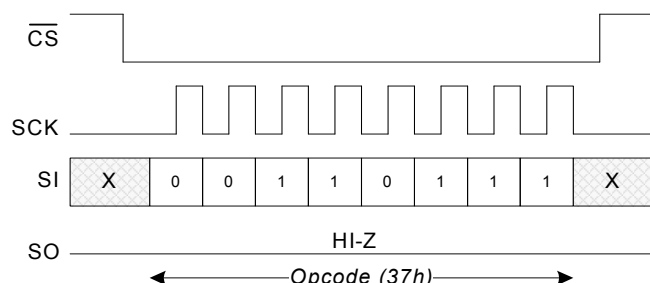 CS
SCK
SI X 0 0 1 1 0 1 1 1 X
HI-Z
SO
Opcode (37h)